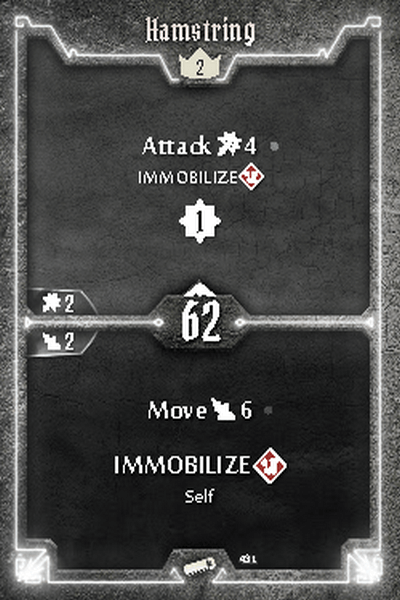 Hamstring
2
Attack 4
IMMOBILIZE
1
2
62
2
Move 6
IMMOBILIZE
Self
431